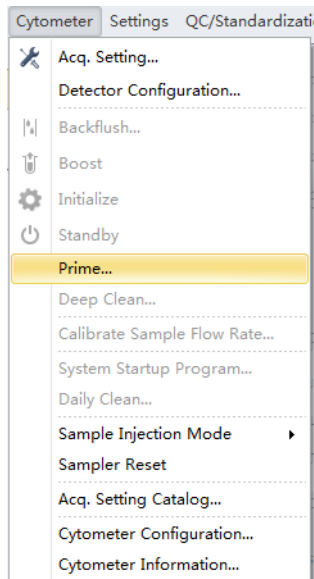 Cytometer Settings QC/Standardizati
Acq. Setting...
Detector Configuration...
Backflush...
Boost
Initialize
Standby
Prime...
Deep Clean...
Calibrate Sample Flow Rate...
System Startup Program...
Daily Clean...
Sample Injection Mode
Sampler Reset
Acq. Setting Catalog...
Cytometer Configuration...
Cytometer Information...